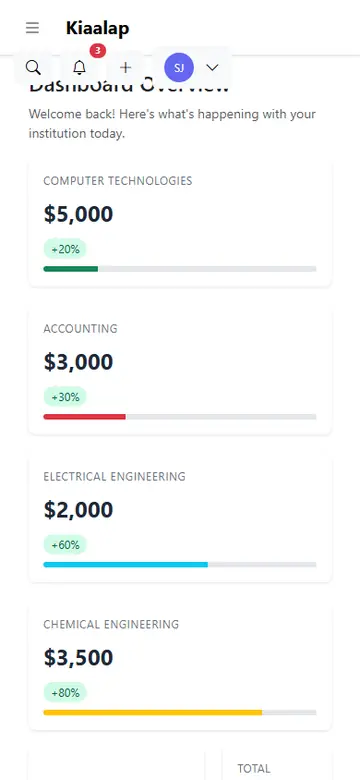 Kiaalap
3
SJ
Dashboard Overview
Welcome back! Here's what's happening with your
institution today.
COMPUTER TECHNOLOGIES
$5,000
+20%
ACCOUNTING
$3,000
+30%
ELECTRICAL ENGINEERING
$2,000
+60%
CHEMICAL ENGINEERING
$3,500
+80%
TOTAL